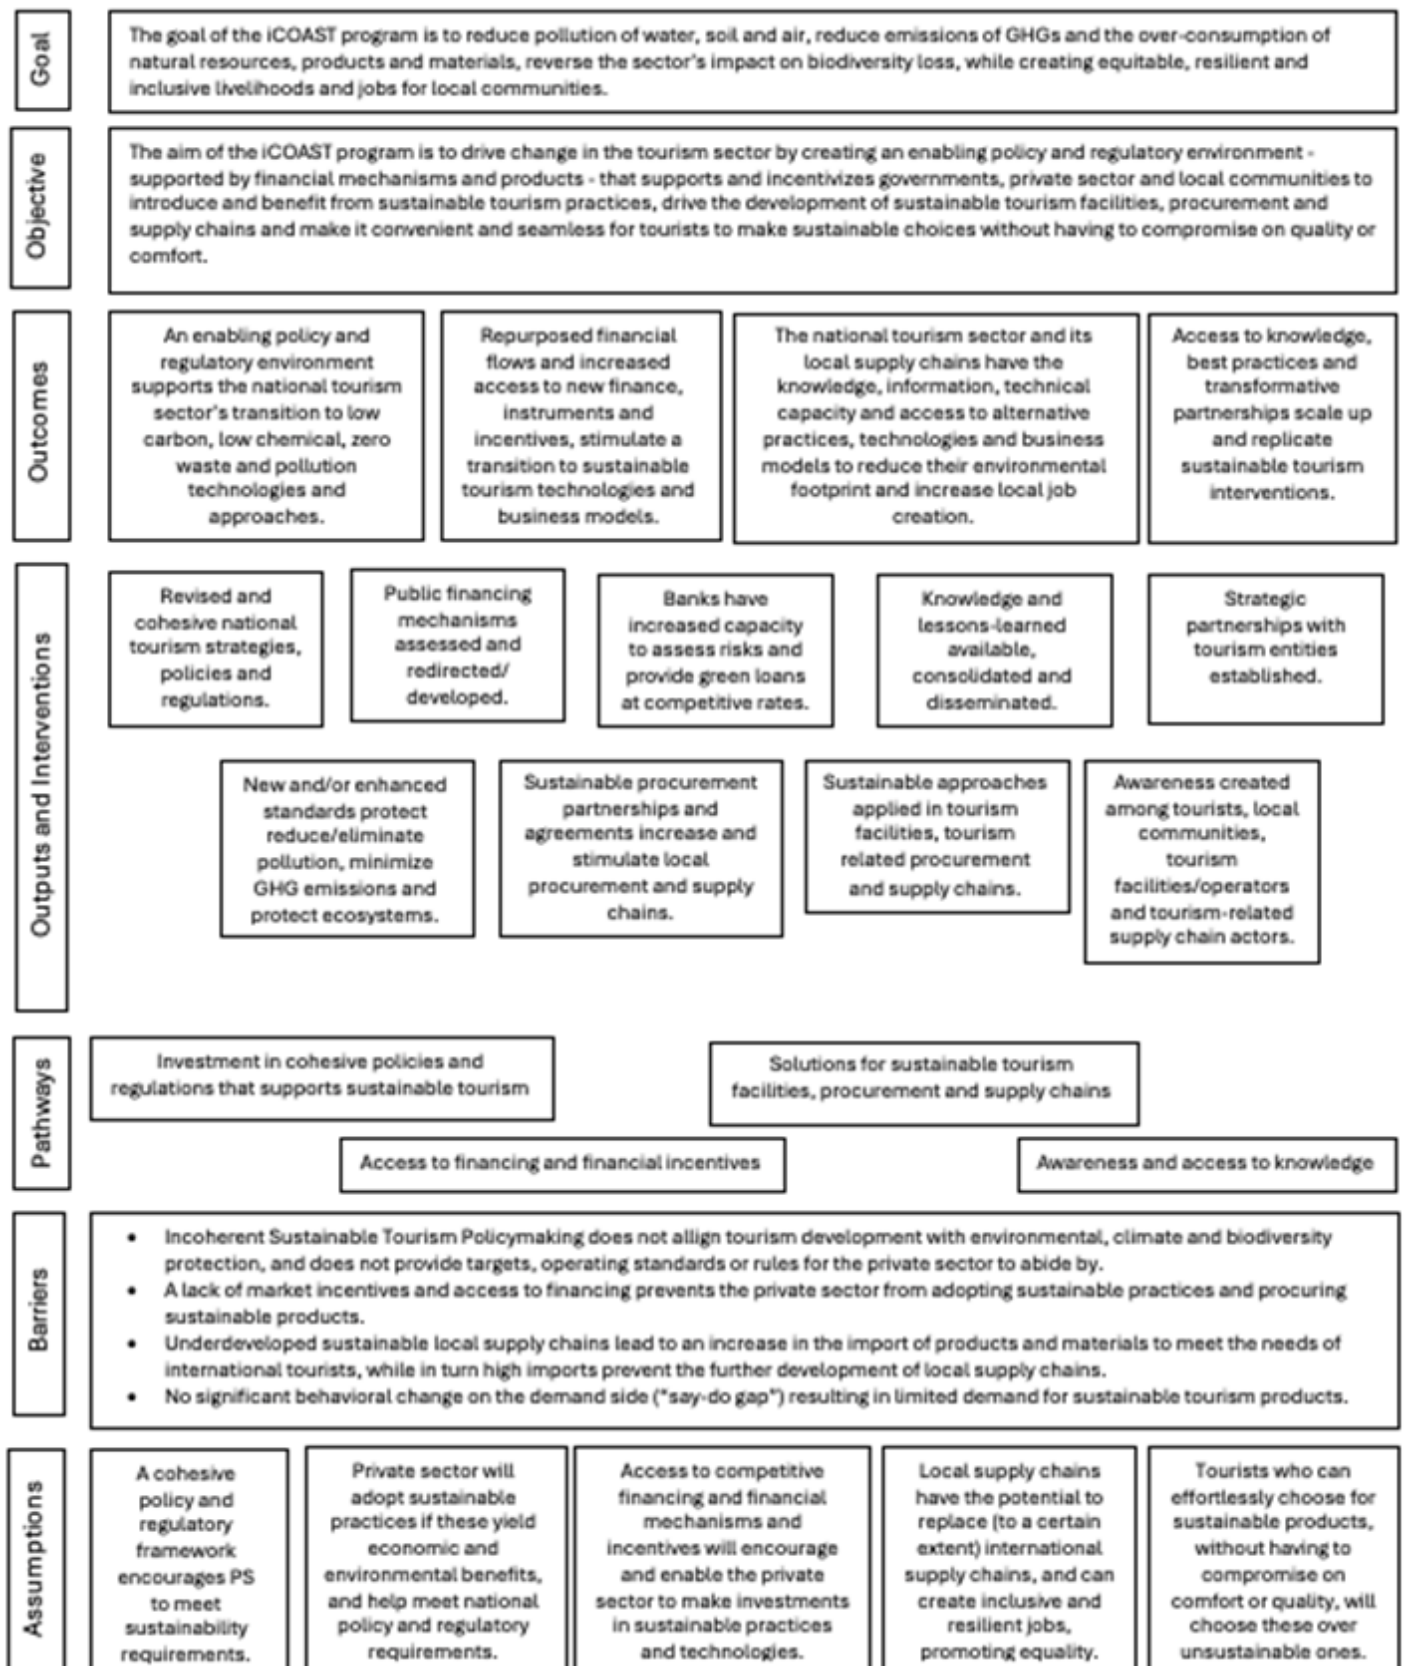 Goal
The goal of the iCOAST program is to reduce pollution of water, soil and air, reduce emissions of GHGs and the over-consumption of
natural resources, products and materials, reverse the sector's impact on biodiversity loss, while creating equitable, resilient and
inclusive livelihoods and jobs for local communities.
Objective
The aim of the iCOAST program is to drive change in the tourism sector by creating an enabling policy and regulatory environment -
supported by financial mechanisms and products - that supports and incentivizes governments, private sector and local communities to
introduce and benefit from sustainable tourism practices, drive the development of sustainable tourism facilities, procurement and
supply chains and make it convenient and seamless for tourists to make sustainable choices without having to compromise on quality or
comfort.
Outcomes
An enabling policy and
regulatory environment
supports the national tourism
sector's transition to low
carbon, low chemical, zero
waste and pollution
technologies and
approaches.
Repurposed financial
flows and increased
access to new finance,
instruments and
incentives, stimulate a
transition to sustainable
tourism technologies and
business models.
The national tourism sector and its
local supply chains have the
knowledge, information, technical
capacity and access to alternative
practices, technologies and business
models to reduce their environmental
footprint and increase local job
creation.
Access to knowledge,
best practices and
transformative
partnerships scale up
and replicate
sustainable tourism
interventions.
Outputs and Interventions
Revised and
cohesive national
tourism strategies,
policies and
regulations.
Public financing
mechanisms
assessed and
redirected/
developed.
Banks have
increased capacity
to assess risks and
provide green loans
at competitive rates.
Knowledge and
lessons-learned
available,
consolidated and
disseminated.
Strategic
partnerships with
tourism entities
established.
New and/or enhanced
standards protect
reduce/eliminate
pollution, minimize
GHG emissions and
protect ecosystems.
Sustainable procurement
partnerships and
agreements increase and
stimulate local
procurement and supply
chains.
Sustainable approaches
applied in tourism
facilities, tourism
related procurement
and supply chains.
Awareness created
among tourists, local
communities,
tourism
facilities/operators
and tourism-related
supply chain actors.
Pathways
Investment in cohesive policies and
regulations that supports sustainable tourism
Solutions for sustainable tourism
facilities, procurement and supply chains
Access to financing and financial incentives
Awareness and access to knowledge
Barriers
• Incoherent Sustainable Tourism Policymaking does not allign tourism development with environmental, climate and biodiversity
protection, and does not provide targets, operating standards or rules for the private sector to abide by.
• A lack of market incentives and access to financing prevents the private sector from adopting sustainable practices and procuring
sustainable products.
• Underdeveloped sustainable local supply chains lead to an increase in the import of products and materials to meet the needs of
international tourists, while in turn high imports prevent the further development of local supply chains.
• No significant behavioral change on the demand side ("say-do gap") resulting in limited demand for sustainable tourism products.
Assumptions
A cohesive
policy and
regulatory
framework
encourages PS
to meet
sustainability
requirements.
Private sector will
adopt sustainable
practices if these yield
economic and
environmental benefits,
and help meet national
policy and regulatory
requirements.
Access to competitive
financing and financial
mechanisms and
incentives will encourage
and enable the private
sector to make investments
in sustainable practices
and technologies.
Local supply chains
have the potential to
replace (to a certain
extent) international
supply chains, and can
create inclusive and
resilient jobs,
promoting equality.
Tourists who can
effortlessly choose for
sustainable products,
without having to
compromise on
comfort or quality, will
choose these over
unsustainable ones.